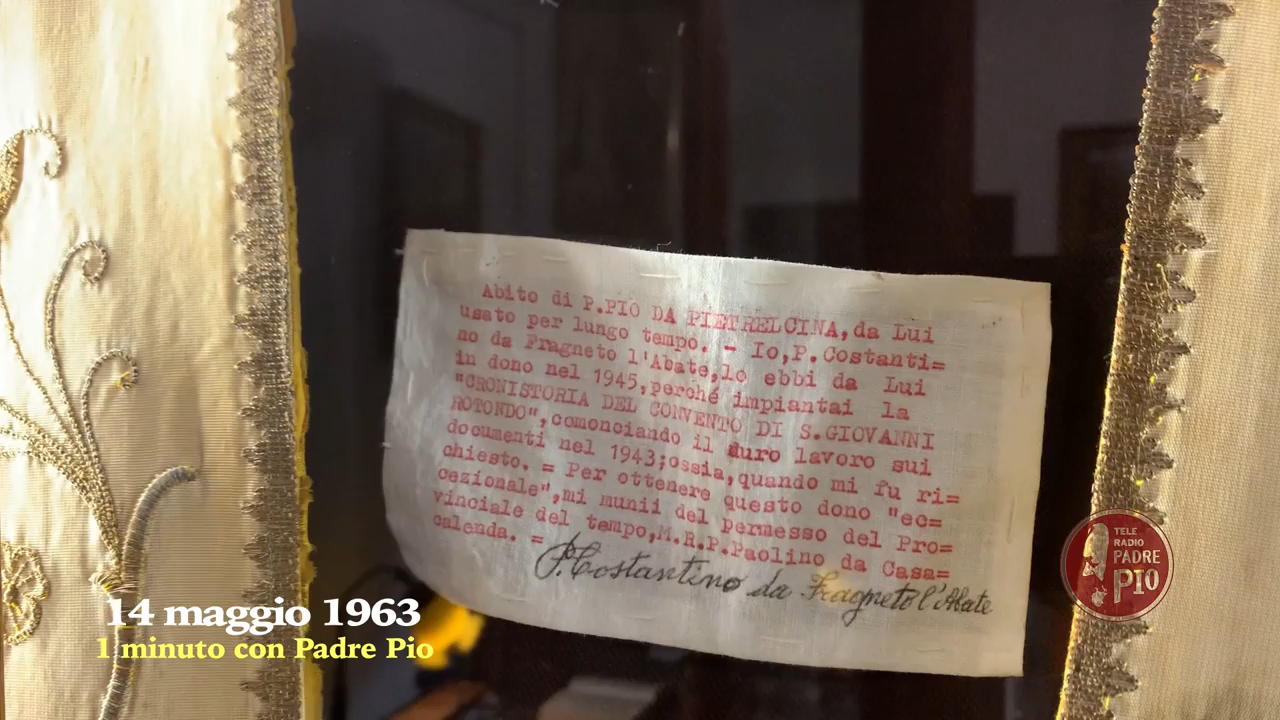 Abito di P.PIO DA PIETRELCINA,da Lui
usato per lungo tempo. - Io,P.Costanti=
no da Fragneto l'Abate,lo ebbi da Lui
in dono nel 1945,perché impiantai la
"CRONISTORIA DEL CONVENTO DI S.GIOVANNI
ROTONDO",comonciando il duro lavoro sui
documenti nel 1943;ossia,quando mi fu ri=
chiesto. = Per ottenere questo dono "ec=
cezionale",mi munii del permesso del Pro=
vinciale del tempo,M.R.P.Paolino da Casa=
calenda. =
P. Costantino da Fragneto l'Abate
TELE
RADIO
PADRE
PIO
14 maggio 1963
1 minuto con Padre Pio